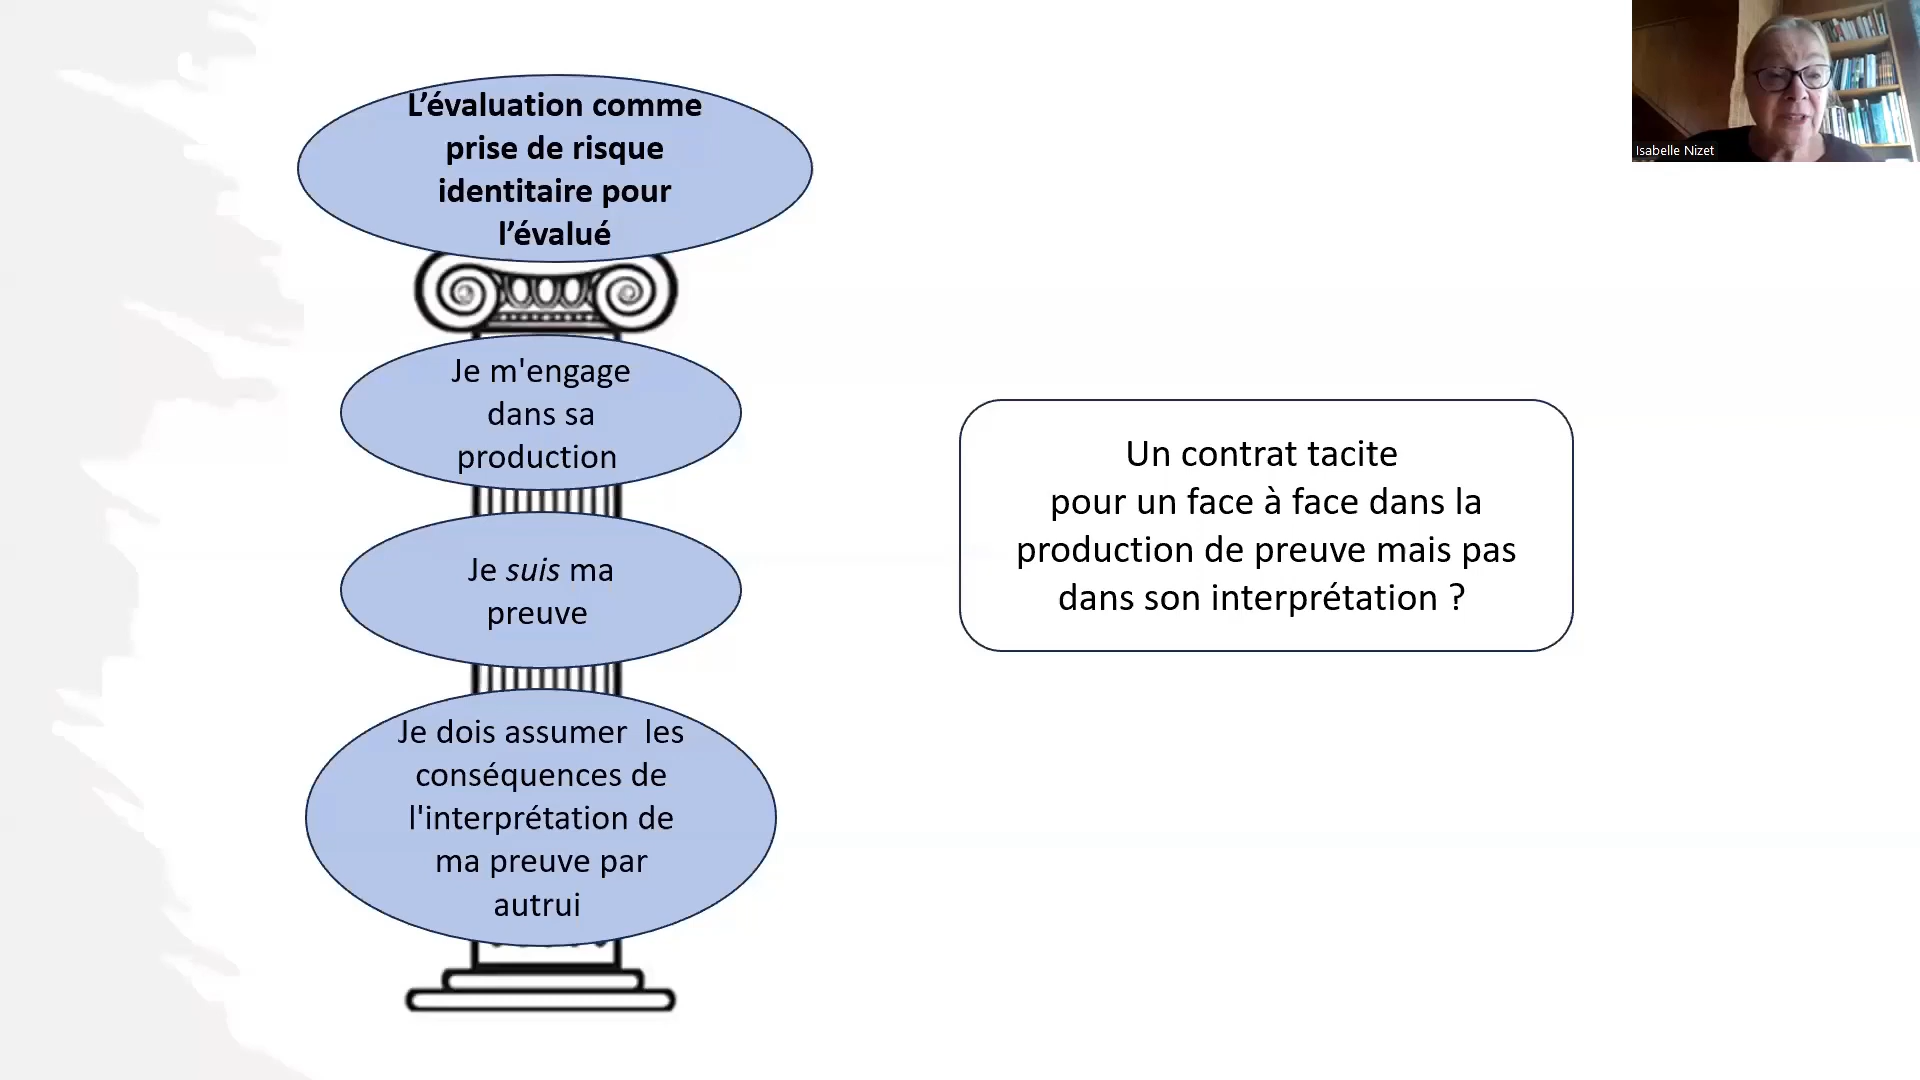 L’évaluation comme
prise de risque
identitaire pour
l’évalué
Je m'engage
dans sa
production
Je suis ma
preuve
Je dois assumer  les
conséquences de
l'interprétation de
ma preuve par
autrui
Un contrat tacite
pour un face à face dans la
production de preuve mais pas
dans son interprétation ?
Isabelle Nizet